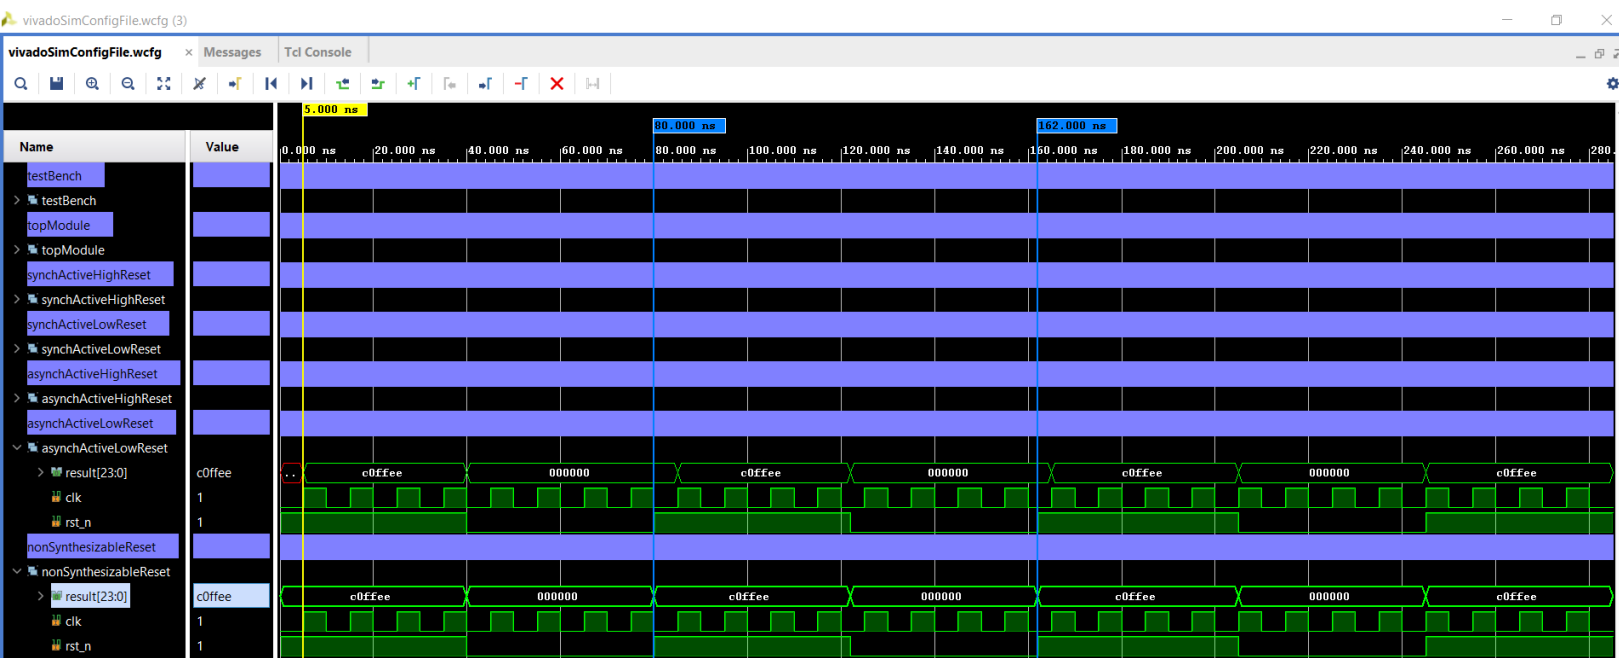 vivadoSimConfigFile.wcfg (3)
vivadoSimConfigFile.wcfg × Messages Tcl Console
5.000 ns
80.000 ns 162.000 ns
Name Value 0.000 ns 20.000 ns 40.000 ns 60.000 ns 80.000 ns 100.000 ns 120.000 ns 140.000 ns 160.000 ns 180.000 ns 200.000 ns 220.000 ns 240.000 ns 260.000 ns 280.
testBench
testBench
topModule
topModule
synchActiveHighReset
synchActiveHighReset
synchActiveLowReset
synchActiveLowReset
asynchActiveHighReset
asynchActiveHighReset
asynchActiveLowReset
asynchActiveLowReset
result[23:0] c0ffee .. c0ffee 000000 c0ffee 000000 c0ffee 000000 c0ffee
clk 1
rst_n 1
nonSynthesizableReset
nonSynthesizableReset
result[23:0] c0ffee c0ffee 000000 c0ffee 000000 c0ffee 000000 c0ffee
clk 1
rst_n 1